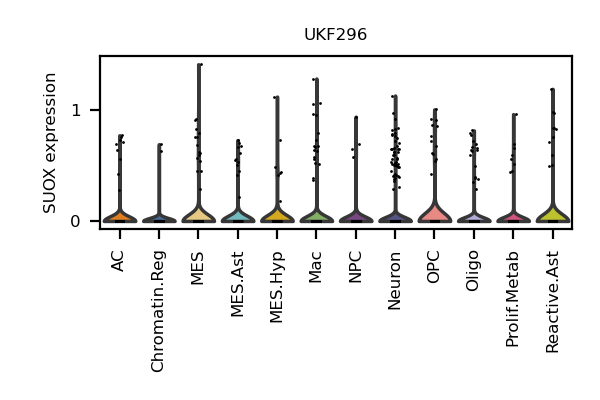 UKF296
SUOX expression
1
0
AC
Chromatin.Reg
MES
MES.Ast
MES.Hyp
Mac
NPC
Neuron
OPC
Oligo
Prolif.Metab
Reactive.Ast